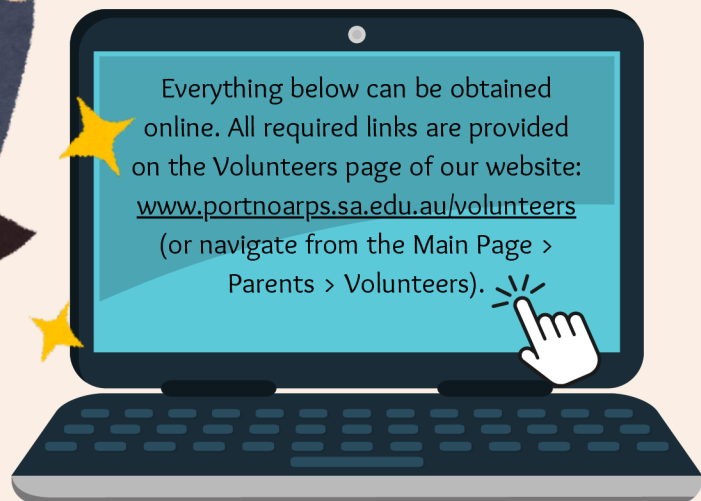 Everything below can be obtained
online. All required links are provided
on the Volunteers page of our website:
www.portnoarps.sa.edu.au/volunteers
(or navigate from the Main Page >
Parents > Volunteers).